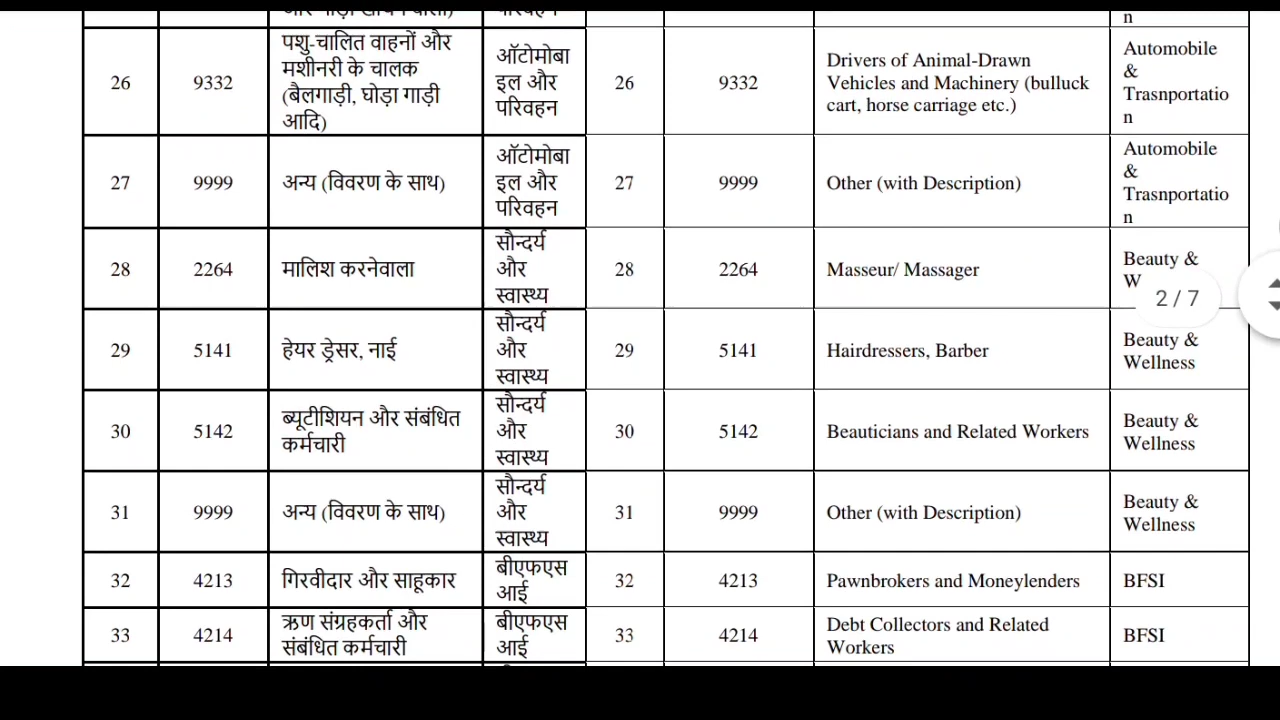 n
26 9332 पशु-चालित वाहनों और मशीनरी के चालक (बैलगाड़ी, घोड़ा गाड़ी आदि) ऑटोमोबाइल और परिवहन 26 9332 Drivers of Animal-Drawn Vehicles and Machinery (bulluck cart, horse carriage etc.) Automobile & Trasnportation
27 9999 अन्य (विवरण के साथ) ऑटोमोबाइल और परिवहन 27 9999 Other (with Description) Automobile & Trasnportation
28 2264 मालिश करनेवाला सौन्दर्य और स्वास्थ्य 28 2264 Masseur/ Massager Beauty & W
2 / 7
29 5141 हेयर ड्रेसर, नाई सौन्दर्य और स्वास्थ्य 29 5141 Hairdressers, Barber Beauty & Wellness
30 5142 ब्यूटीशियन और संबंधित कर्मचारी सौन्दर्य और स्वास्थ्य 30 5142 Beauticians and Related Workers Beauty & Wellness
31 9999 अन्य (विवरण के साथ) सौन्दर्य और स्वास्थ्य 31 9999 Other (with Description) Beauty & Wellness
32 4213 गिरवीदार और साहूकार बीएफएसआई 32 4213 Pawnbrokers and Moneylenders BFSI
33 4214 ऋण संग्रहकर्ता और संबंधित कर्मचारी बीएफएसआई 33 4214 Debt Collectors and Related Workers BFSI